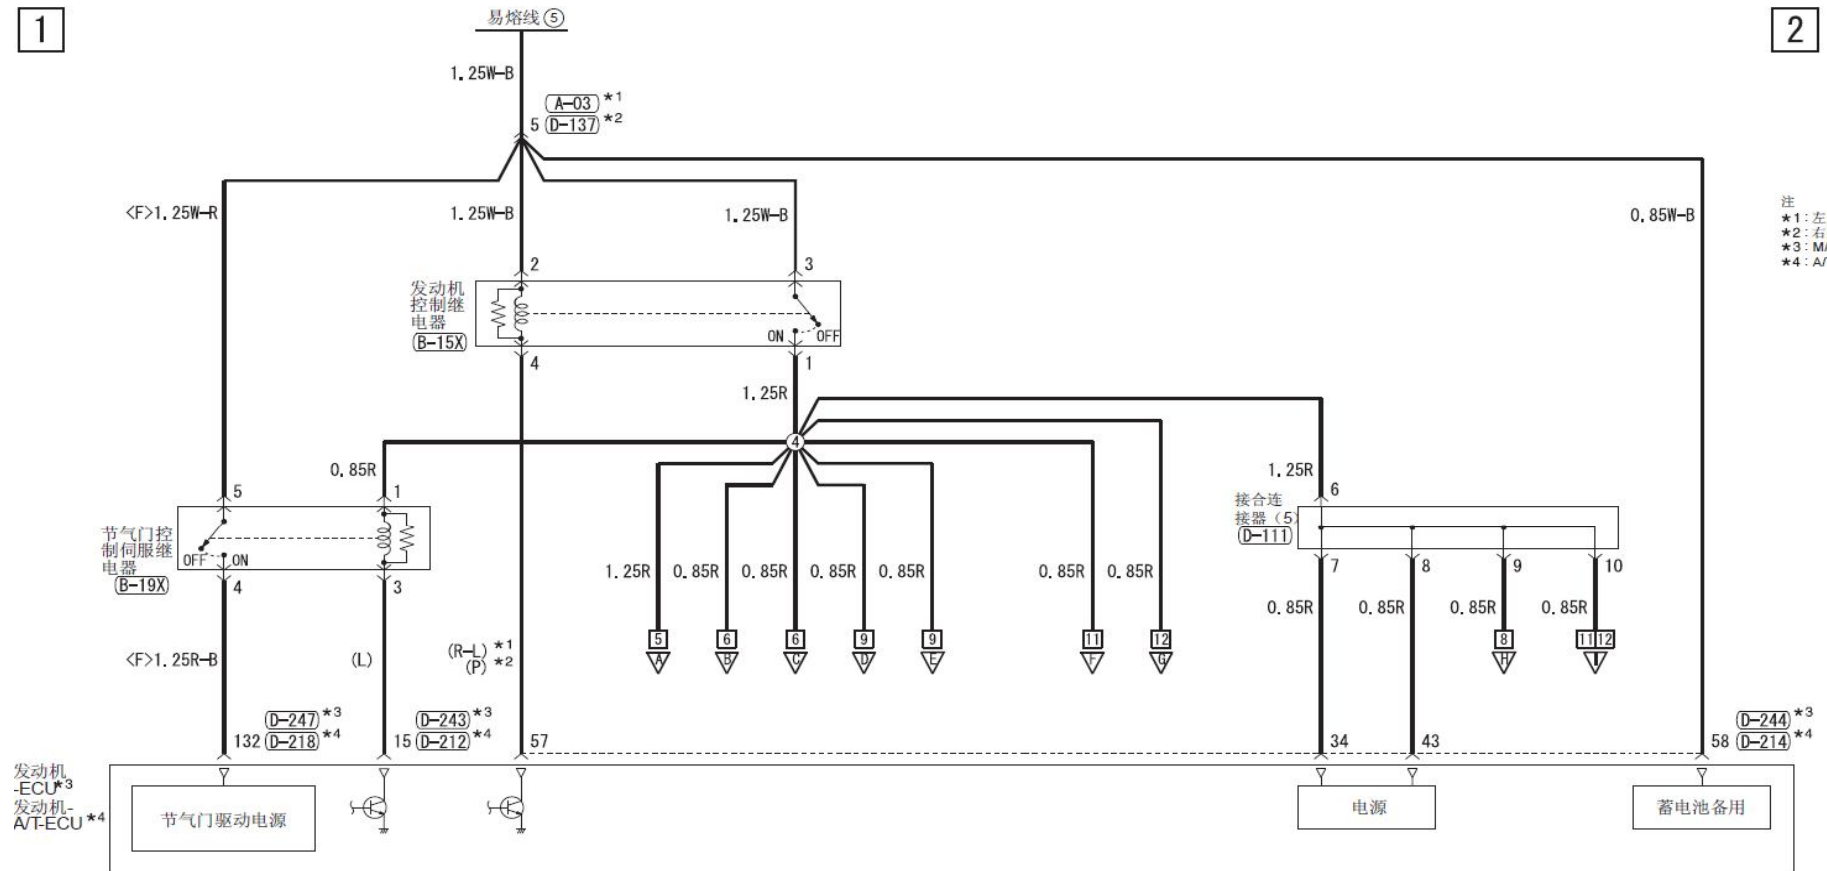 1
易熔线⑤
2
1.25W-B
(A-03)*1
5 (D-137)*2
<F>1.25W-R
1.25W-B
1.25W-B
0.85W-B
注
*1:左
*2:右
*3:M/
*4:A/
2
3
发动机
控制继
电器
(B-15X)
ON
OFF
4
1
1.25R
4
0.85R
1.25R
5
1
6
接合连
接器（5）
(D-111)
节气门控
制伺服继
电器
(B-19X)
OFF
ON
4
3
7
8
9
10
1.25R
0.85R
0.85R
0.85R
0.85R
0.85R
0.85R
0.85R
0.85R
0.85R
0.85R
5
6
6
9
9
11
12
8
11 12
A
B
C
D
E
F
G
H
I
<F>1.25R-B
(L)
(R-L)*1
(P)*2
(D-247)*3
132 (D-218)*4
(D-243)*3
15 (D-212)*4
57
34
43
(D-244)*3
58 (D-214)*4
发动机
-ECU*3
发动机-
A/T-ECU*4
节气门驱动电源
电源
蓄电池备用